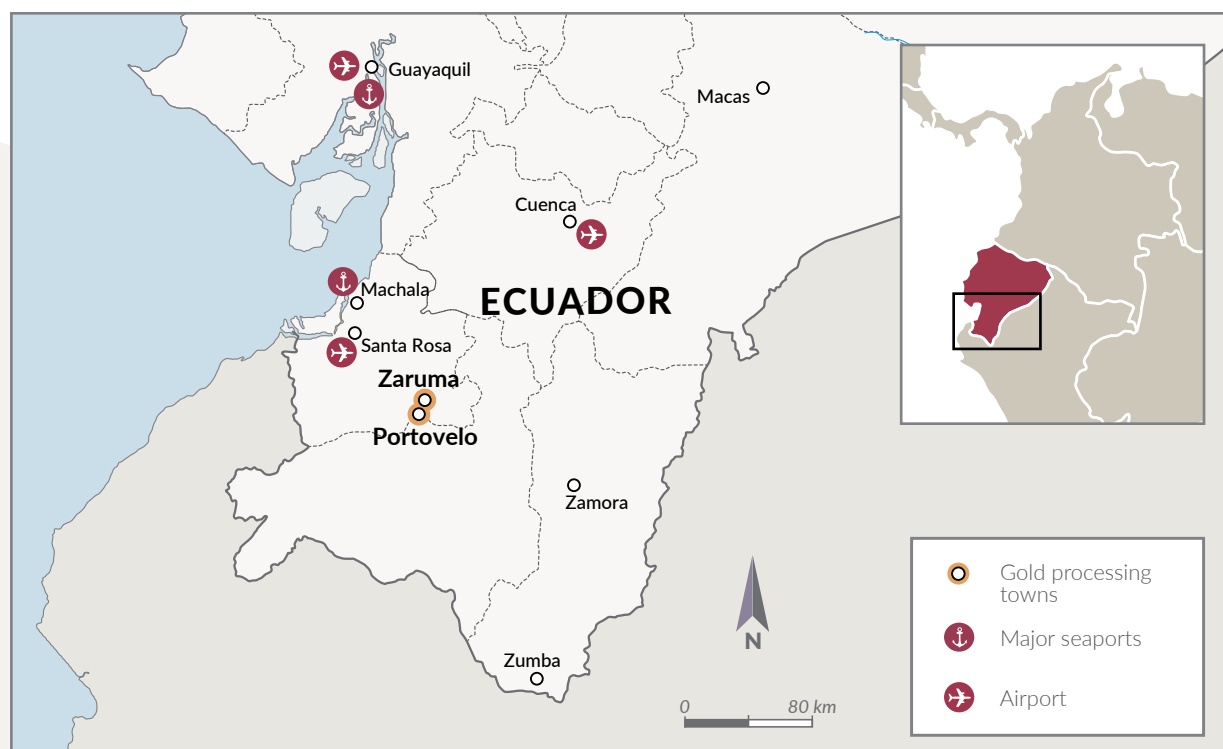 Guayaquil
Macas
Cuenca
Machala
ECUADOR
Santa Rosa
Zaruma
Portovelo
Zamora
Zumba
N
0 80 km
Gold processing
towns
Major seaports
Airport